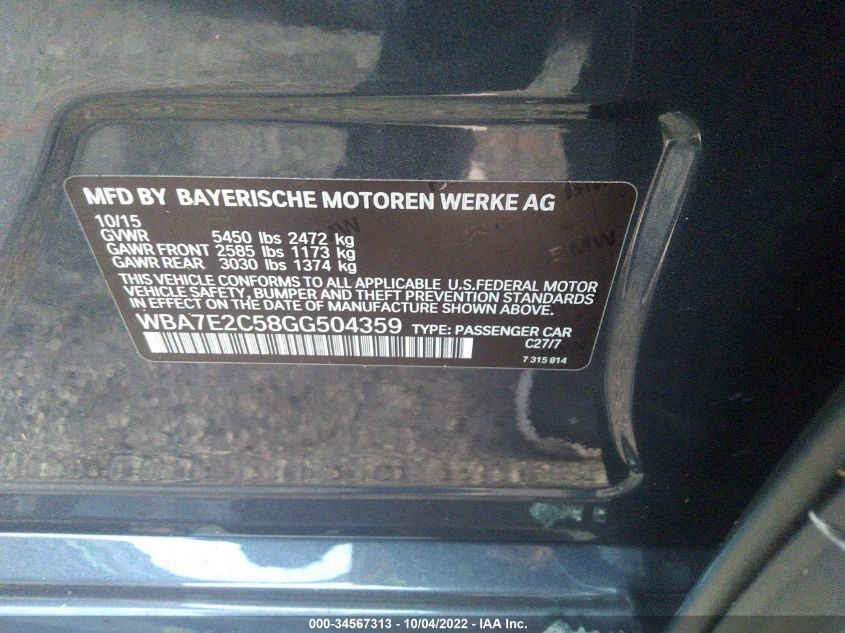 MFD BY BAYERISCHE MOTOREN WERKE AG
10/15
GVWR 5450 lbs 2472 kg
GAWR FRONT 2585 lbs 1173 kg
GAWR REAR 3030 lbs 1374 kg
THIS VEHICLE CONFORMS TO ALL APPLICABLE U.S.FEDERAL MOTOR
VEHICLE SAFETY, BUMPER AND THEFT PREVENTION STANDARDS
IN EFFECT ON THE DATE OF MANUFACTURE SHOWN ABOVE.
WBA7E2C58GG504359 TYPE: PASSENGER CAR
C27/7
7 315 814
000-34567313 - 10/04/2022 - IAA Inc.